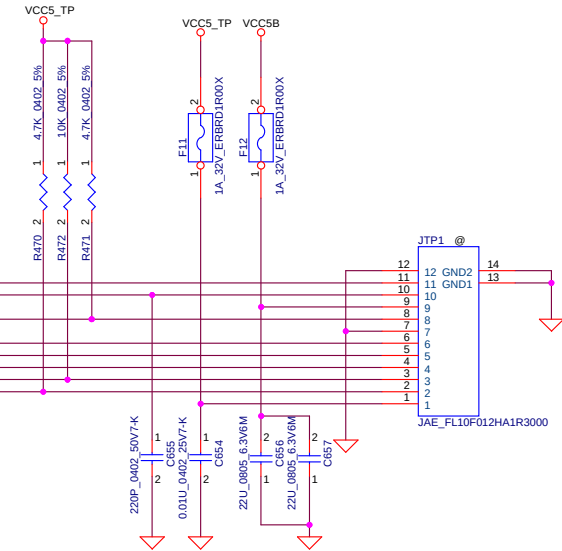 VCC5_TP
VCC5_TP
VCC5B
4.7K_0402_5%
10K_0402_5%
4.7K_0402_5%
1
1
1
2
2
2
R470
R472
R471
2
F11
1
1A_32V_ERBRD1R00X
2
F12
1
1A_32V_ERBRD1R00X
JTP1 @
12
11
10
9
8
7
6
5
4
3
2
1
12 GND2
11 GND1
10
9
8
7
6
5
4
3
2
1
14
13
JAE_FL10F012HA1R3000
220P_0402_50V7-K
1
C655
2
0.01U_0402_25V7-K
1
C654
2
22U_0805_6.3V6M
2
C656
1
22U_0805_6.3V6M
2
C657
1